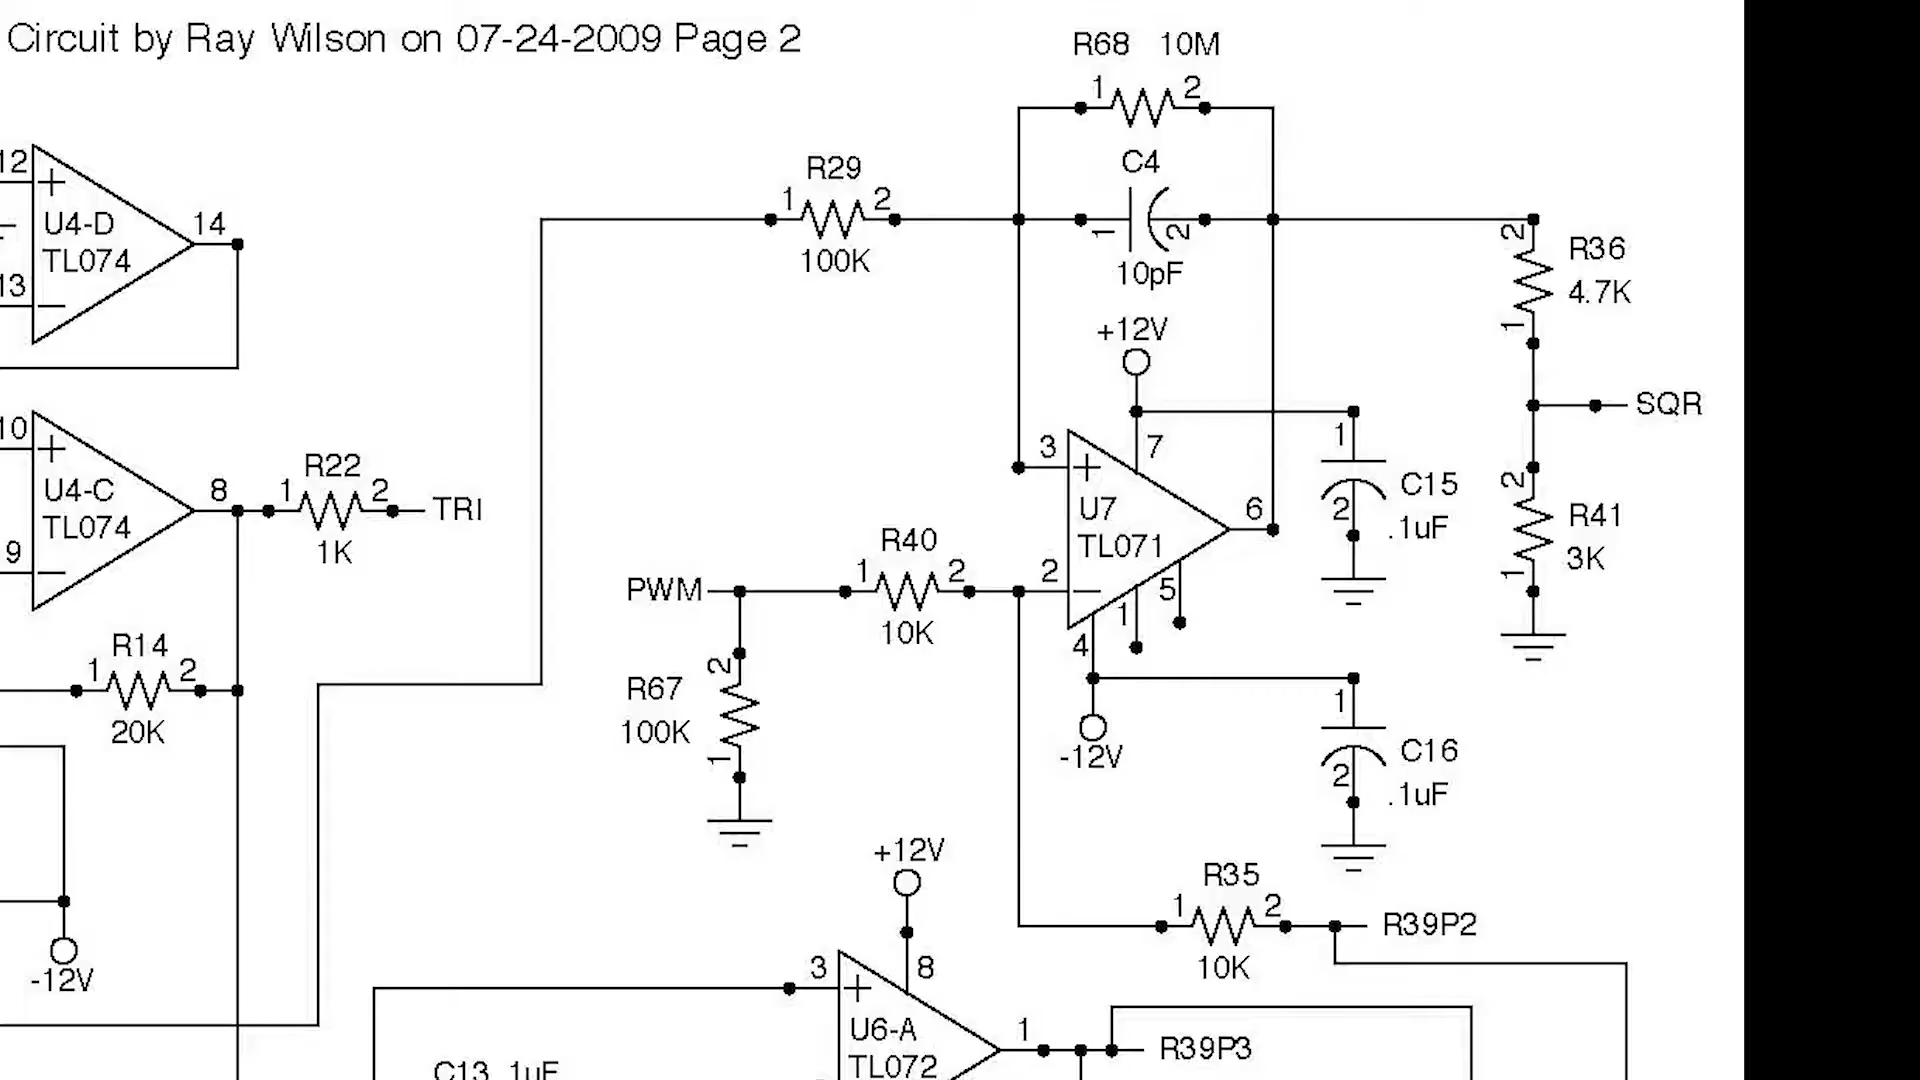 Circuit by Ray Wilson on 07-24-2009 Page 2
R68 10M
1 2
C4
1 2
10pF
R29
1 2
100K
12
+
U4-D
TL074
14
13
−
2
R36
4.7K
1
SQR
2
R41
3K
1
+12V
7
3
+
U7
TL071
6
2
−
5
1
4
-12V
1
C15
2
.1uF
10
+
U4-C
TL074
8
9
−
R22
1 2
TRI
1K
PWM
R40
1 2
10K
2
R67
100K
1
R14
1 2
20K
1
C16
2
.1uF
-12V
R35
1 2
R39P2
10K
+12V
3
8
+
U6-A
TL072
1
R39P3
C13 .1uF